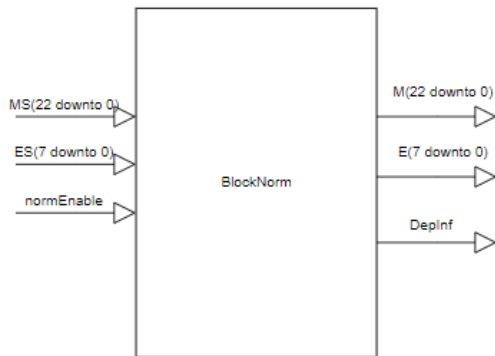 MS(22 downto 0)
ES(7 downto 0)
normEnable
BlockNorm
M(22 downto 0)
E(7 downto 0)
DepInf